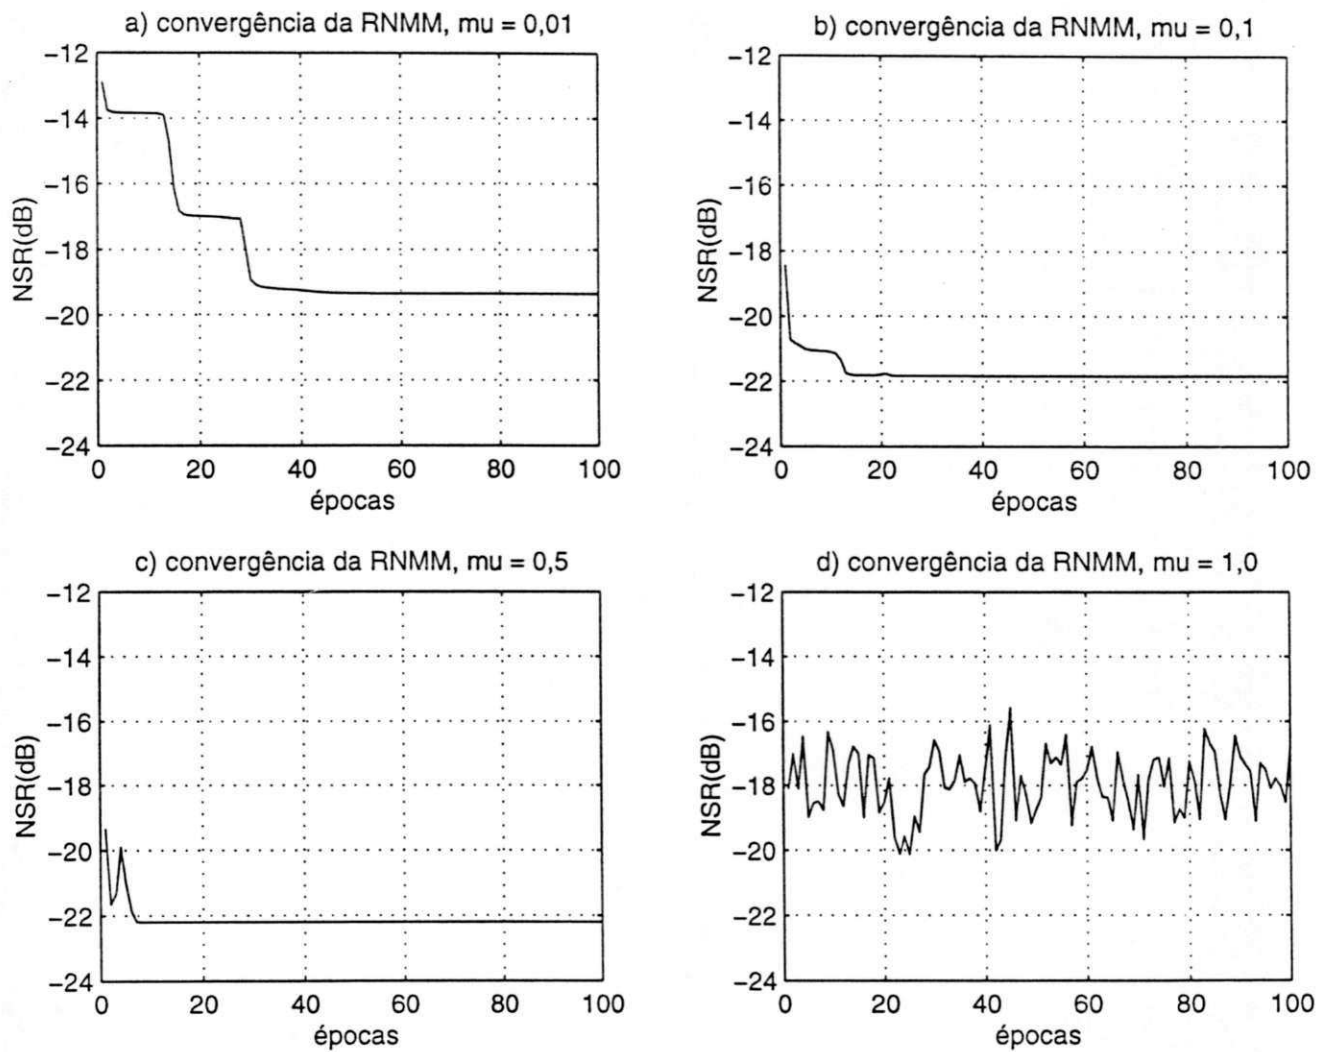 a) convergência da RNMM, mu = 0,01
−12
−14
−16
−18
−20
−22
−24
NSR(dB)
0 20 40 60 80 100
épocas
b) convergência da RNMM, mu = 0,1
−12
−14
−16
−18
−20
−22
−24
NSR(dB)
0 20 40 60 80 100
épocas
c) convergência da RNMM, mu = 0,5
−12
−14
−16
−18
−20
−22
−24
NSR(dB)
0 20 40 60 80 100
épocas
d) convergência da RNMM, mu = 1,0
−12
−14
−16
−18
−20
−22
−24
NSR(dB)
0 20 40 60 80 100
épocas